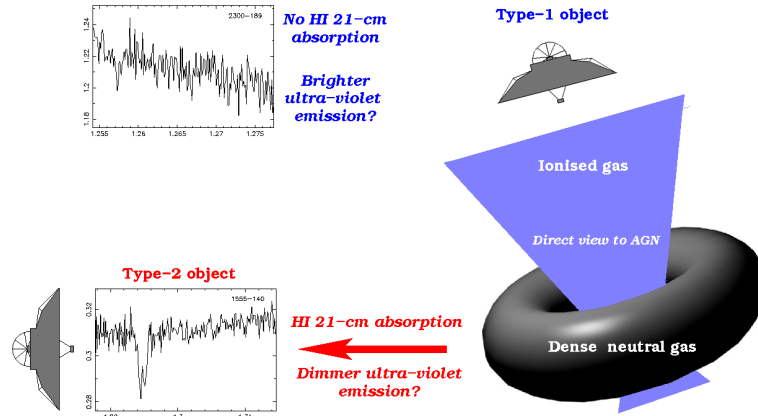 2300-189
1.24
1.22
1.2
1.18
1.255
1.26
1.265
1.27
1.275
No HI 21-cm
absorption
Brighter
ultra-violet
emission?
Type-1 object
Ionised gas
Direct view to AGN
Dense neutral gas
Type-2 object
1555-140
0.32
0.3
0.28
HI 21-cm absorption
Dimmer ultra-violet
emission?